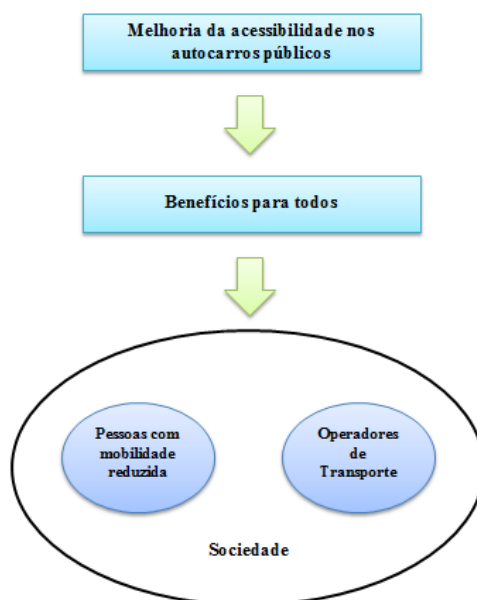 Melhoria da acessibilidade nos
autocarros públicos
Benefícios para todos
Pessoas com
mobilidade
reduzida
Operadores
de
Transporte
Sociedade